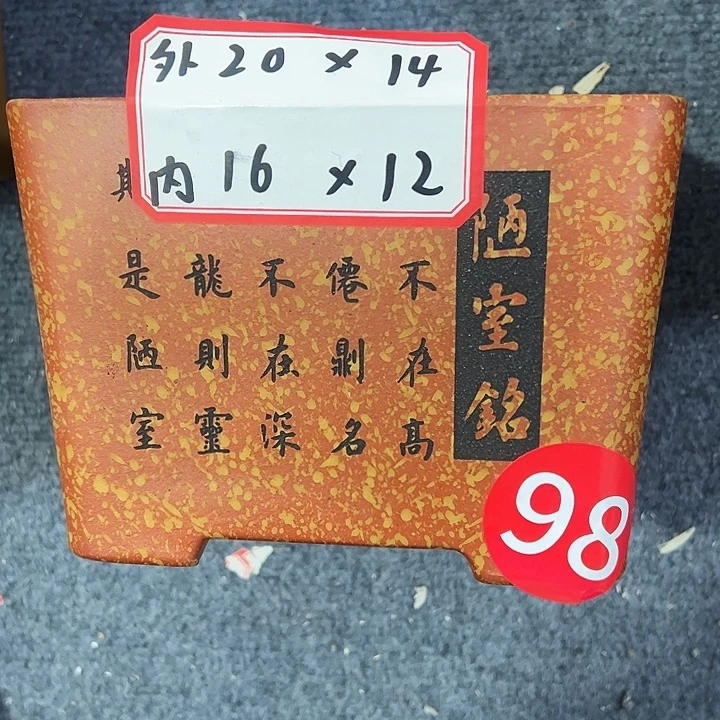 外 20 × 14
内 16 × 12
陋室銘
不在高
僊則名
不在深
龍則靈
是陋室
98